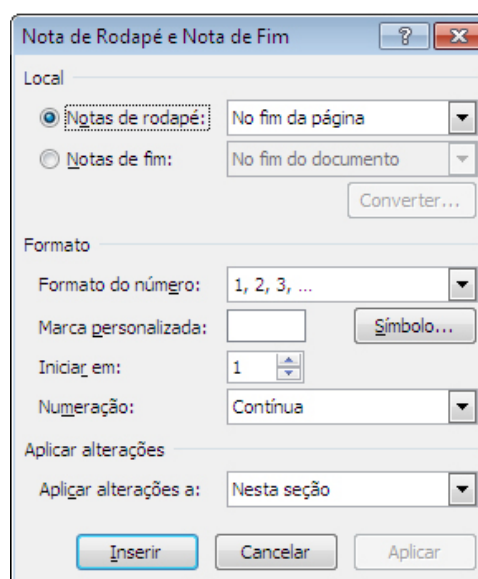 Nota de Rodapé e Nota de Fim
Local
Notas de rodapé: No fim da página
Notas de fim: No fim do documento
Converter...
Formato
Formato do número: 1, 2, 3, ...
Marca personalizada: Símbolo...
Iniciar em: 1
Numeração: Contínua
Aplicar alterações
Aplicar alterações a: Nesta seção
Inserir Cancelar Aplicar